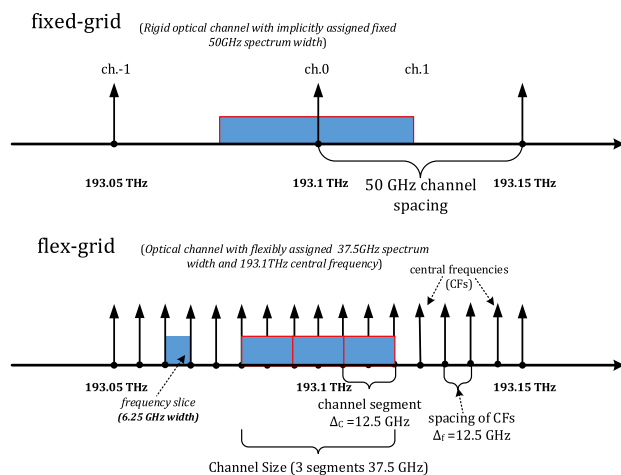 fixed-grid (Rigid optical channel with implicitly assigned fixed
50GHz spectrum width)
ch.-1 ch.0 ch.1
193.05 THz 193.1 THz 193.15 THz
50 GHz channel
spacing
flex-grid (Optical channel with flexibly assigned 37.5GHz spectrum
width and 193.1THz central frequency)
central frequencies
(CFs)
193.05 THz 193.1 THz 193.15 THz
frequency slice
(6.25 GHz width)
channel segment
ΔC =12.5 GHz
spacing of CFs
Δf =12.5 GHz
Channel Size (3 segments 37.5 GHz)